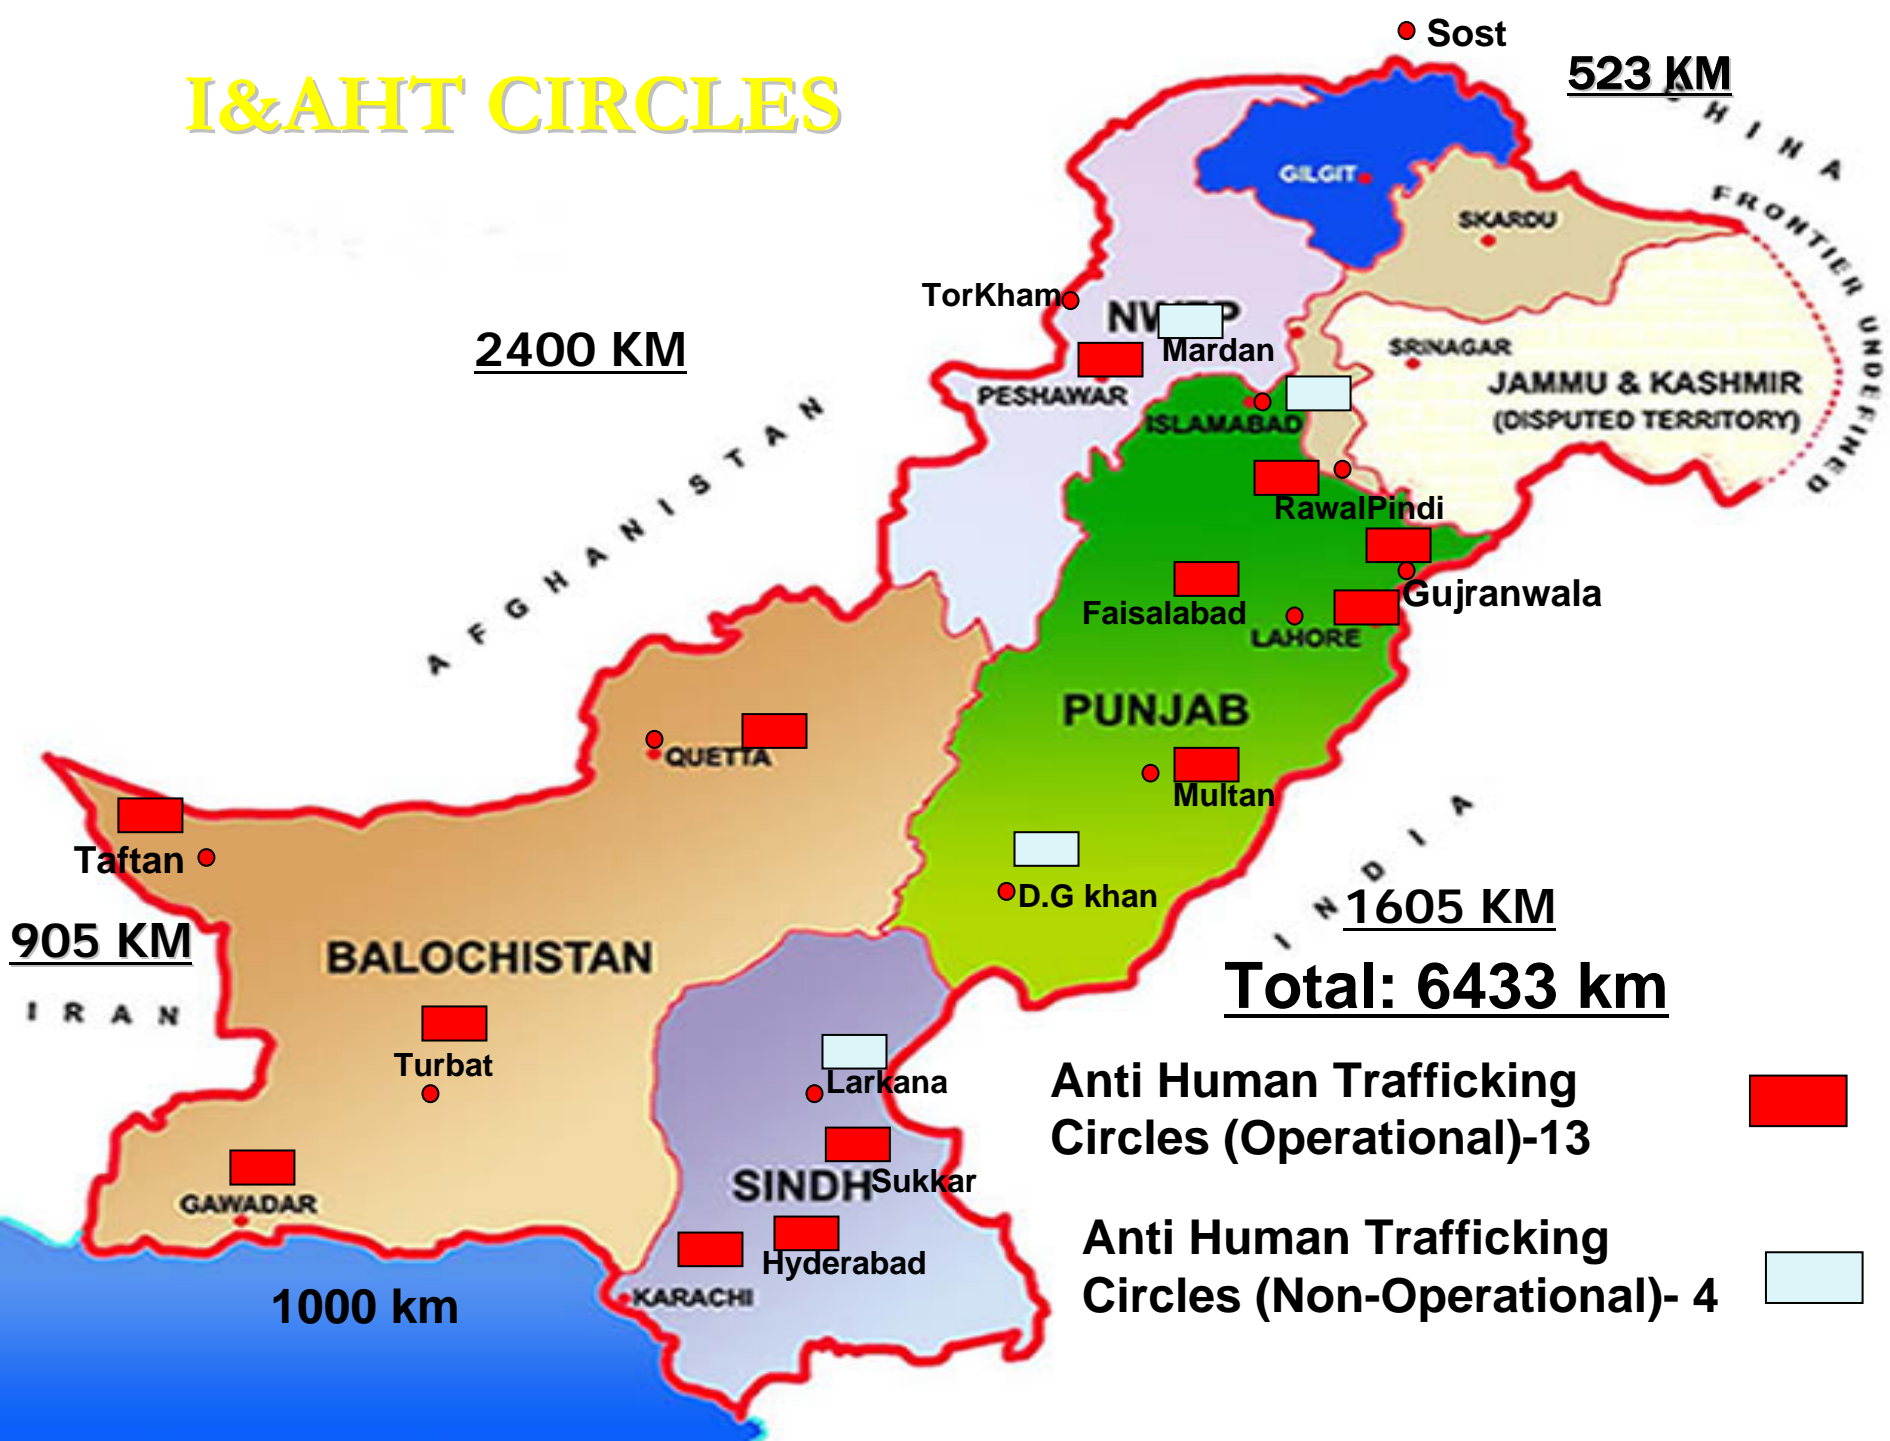 Sost
I&AHT CIRCLES
523 KM
CHINA
GILGIT
FRONTIER UNDEFINED
SKARDU
TorKham
NWFP
2400 KM
Mardan
SRINAGAR
PESHAWAR
JAMMU & KASHMIR
(DISPUTED TERRITORY)
ISLAMABAD
AFGHANISTAN
RawalPindi
Gujranwala
Faisalabad
LAHORE
PUNJAB
QUETTA
Multan
Taftan
D.G khan
INDIA
1605 KM
905 KM
BALOCHISTAN
Total: 6433 km
IRAN
Turbat
Larkana
Anti Human Trafficking
Circles (Operational)-13
SINDH
Sukkar
GAWADAR
Hyderabad
Anti Human Trafficking
Circles (Non-Operational)- 4
KARACHI
1000 km